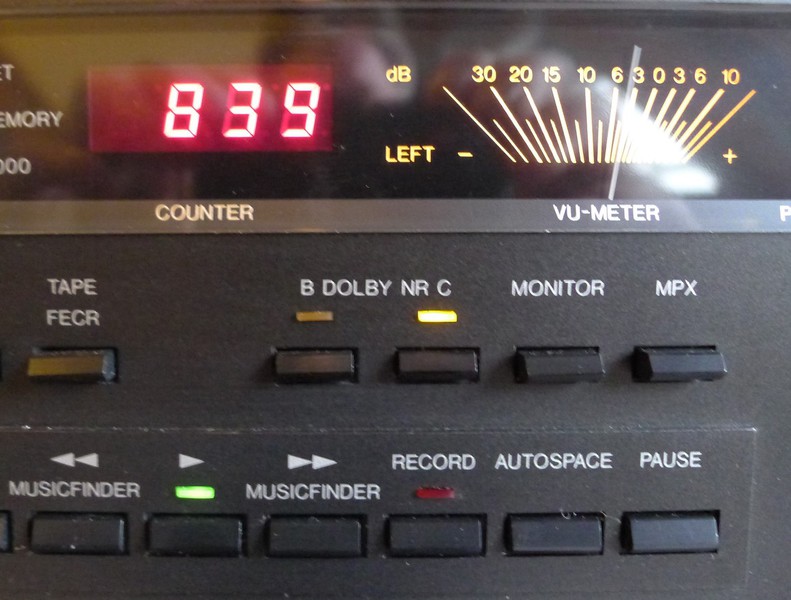 ET
EMORY
000
839
COUNTER
dB 30 20 15 10 6 3 0 3 6 10
LEFT - +
VU-METER
P
TAPE
FECR
B DOLBY NR C
MONITOR
MPX
MUSICFINDER
MUSICFINDER
RECORD
AUTOSPACE
PAUSE